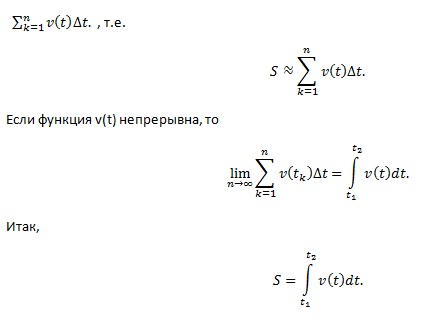 ∑ₖ₌₁ⁿ v(t)Δt. , т.е.
S ≈ ∑ₖ₌₁ⁿ v(t)Δt.
Если функция v(t) непрерывна, то
lim_{n→∞} ∑ₖ₌₁ⁿ v(tₖ)Δt = ∫_{t₁}^{t₂} v(t)dt.
Итак,
S = ∫_{t₁}^{t₂} v(t)dt.